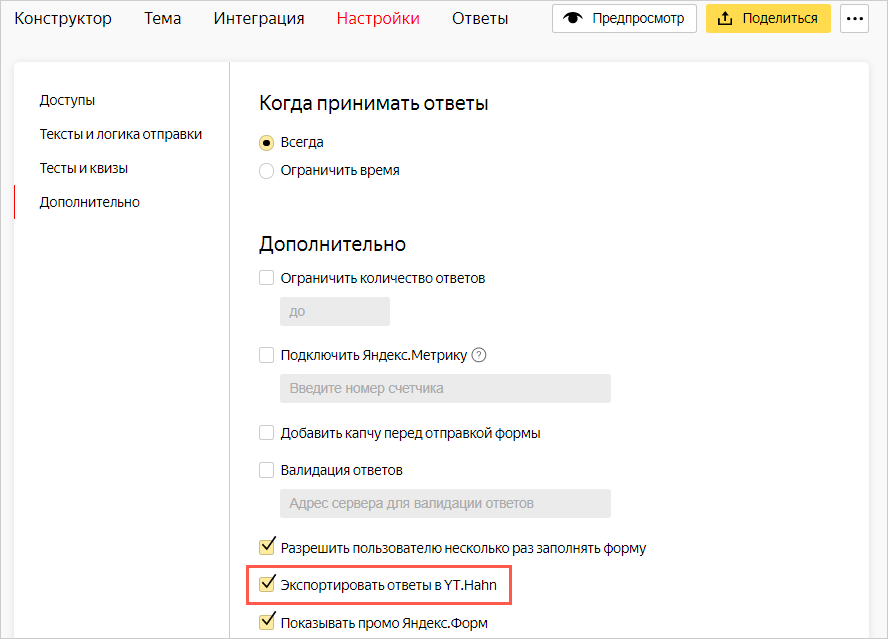 Конструктор Тема Интеграция Настройки Ответы Предпросмотр Поделиться
Доступы
Тексты и логика отправки
Тесты и квизы
Дополнительно
Когда принимать ответы
Всегда
Ограничить время
Дополнительно
Ограничить количество ответов
до
Подключить Яндекс.Метрику ?
Введите номер счетчика
Добавить капчу перед отправкой формы
Валидация ответов
Адрес сервера для валидации ответов
Разрешить пользователю несколько раз заполнять форму
Экспортировать ответы в YT.Hahn
Показывать промо Яндекс.Форм